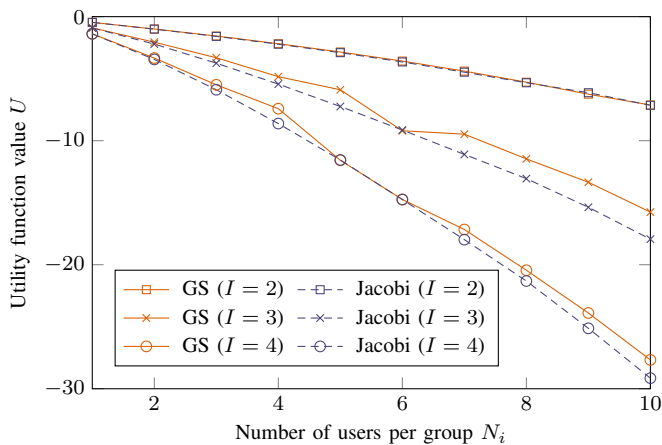 0
−10
−20
−30
Utility function value U
GS (I = 2)
Jacobi (I = 2)
GS (I = 3)
Jacobi (I = 3)
GS (I = 4)
Jacobi (I = 4)
2
4
6
8
10
Number of users per group Nᵢ